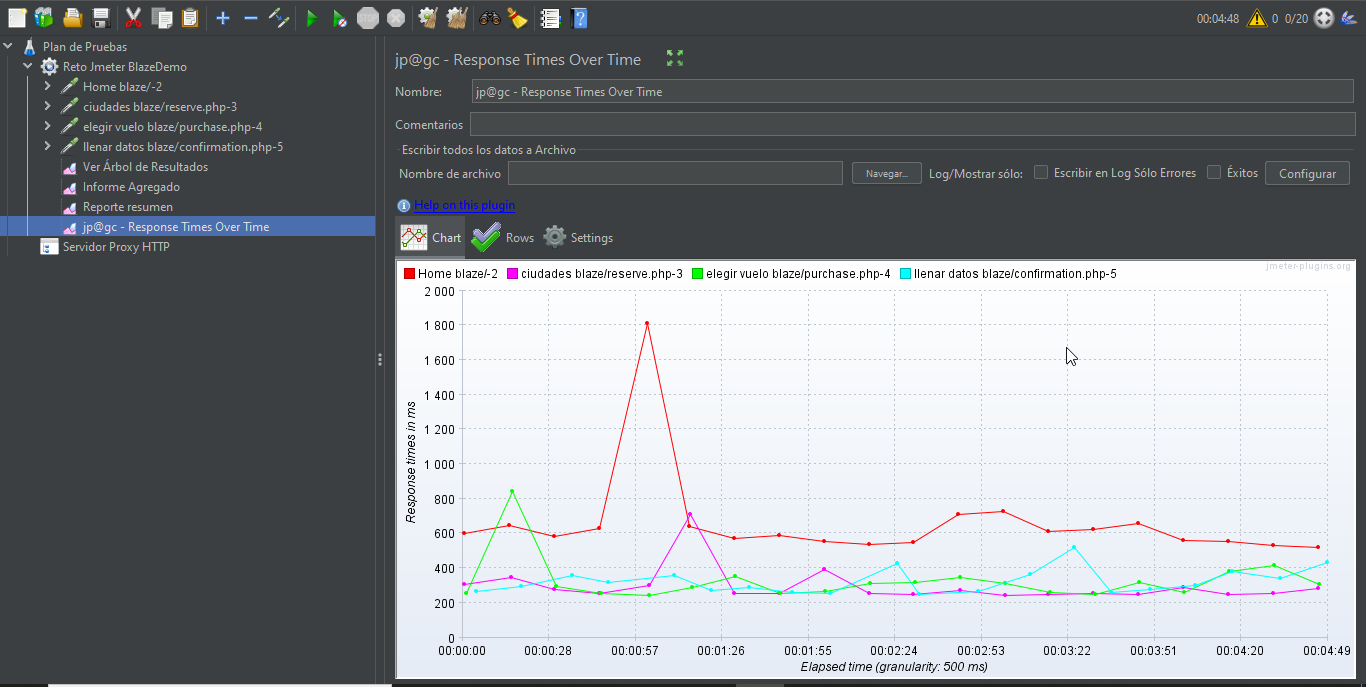 00:04:48 0 0/20
Plan de Pruebas
Reto Jmeter BlazeDemo
Home blaze/-2
ciudades blaze/reserve.php-3
elegir vuelo blaze/purchase.php-4
llenar datos blaze/confirmation.php-5
Ver Árbol de Resultados
Informe Agregado
Reporte resumen
jp@gc - Response Times Over Time
Servidor Proxy HTTP
jp@gc - Response Times Over Time
Nombre: jp@gc - Response Times Over Time
Comentarios
Escribir todos los datos a Archivo
Nombre de archivo Navegar... Log/Mostrar sólo: Escribir en Log Sólo Errores Éxitos Configurar
Help on this plugin
Chart Rows Settings
jmeter-plugins.org
Home blaze/-2 ciudades blaze/reserve.php-3 elegir vuelo blaze/purchase.php-4 llenar datos blaze/confirmation.php-5
2 000
1 800
1 600
1 400
1 200
1 000
800
600
400
200
0
Response times in ms
00:00:00 00:00:28 00:00:57 00:01:26 00:01:55 00:02:24 00:02:53 00:03:22 00:03:51 00:04:20 00:04:49
Elapsed time (granularity: 500 ms)